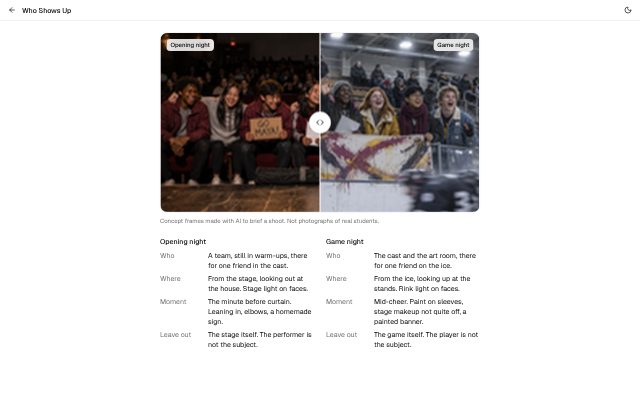 Who Shows Up
Opening night
Game night
GO
MAYA!
Concept frames made with AI to brief a shoot. Not photographs of real students.
Opening night
Who
A team, still in warm-ups, there
for one friend in the cast.
Where
From the stage, looking out at
the house. Stage light on faces.
Moment
The minute before curtain.
Leaning in, elbows, a homemade
sign.
Leave out
The stage itself. The performer is
not the subject.
Game night
Who
The cast and the art room, there
for one friend on the ice.
Where
From the ice, looking up at the
stands. Rink light on faces.
Moment
Mid-cheer. Paint on sleeves,
stage makeup not quite off, a
painted banner.
Leave out
The game itself. The player is not
the subject.